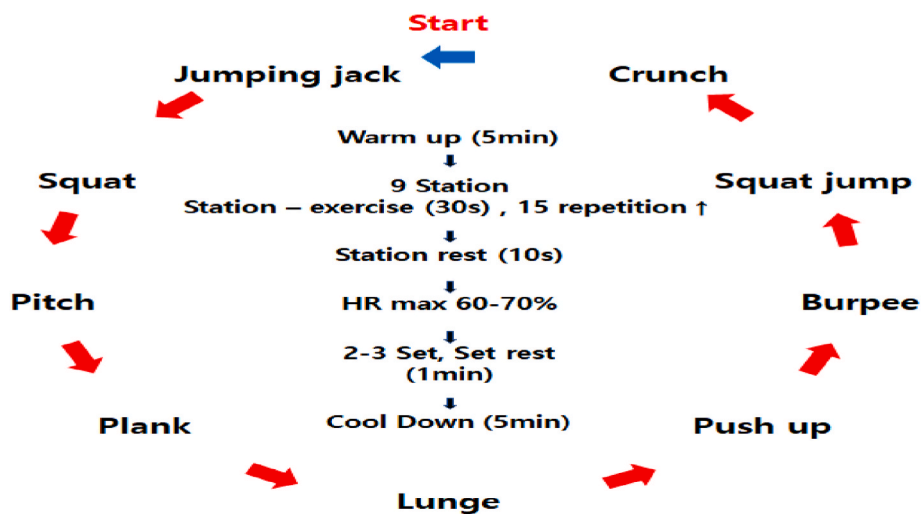 Start
Jumping jack
Crunch
Warm up (5min)
Squat
9 Station
Squat jump
Station – exercise (30s) , 15 repetition ↑
Station rest (10s)
Pitch
HR max 60-70%
Burpee
2-3 Set, Set rest
(1min)
Plank
Cool Down (5min)
Push up
Lunge